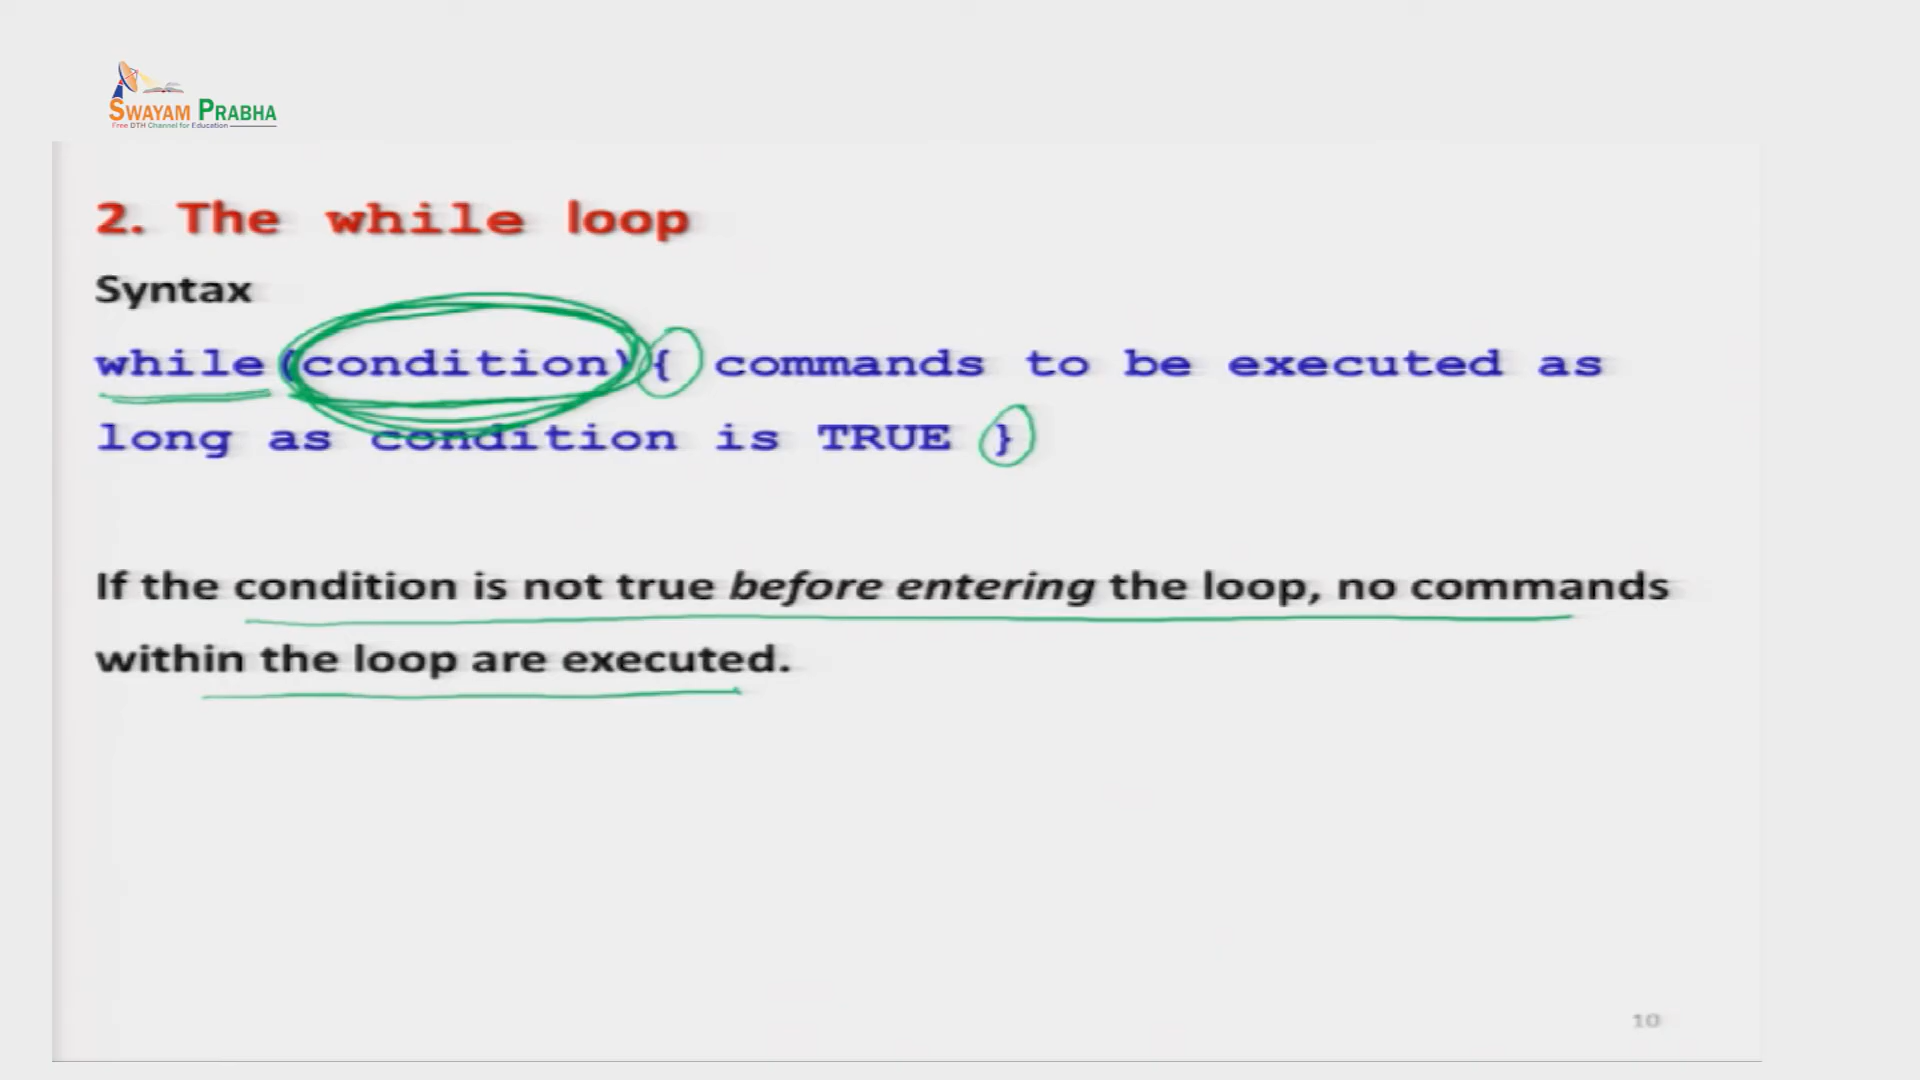 SWAYAM PRABHA
Free DTH Channel for Education
2. The while loop
Syntax
while(condition){ commands to be executed as
long as condition is TRUE }
If the condition is not true before entering the loop, no commands
within the loop are executed.
10